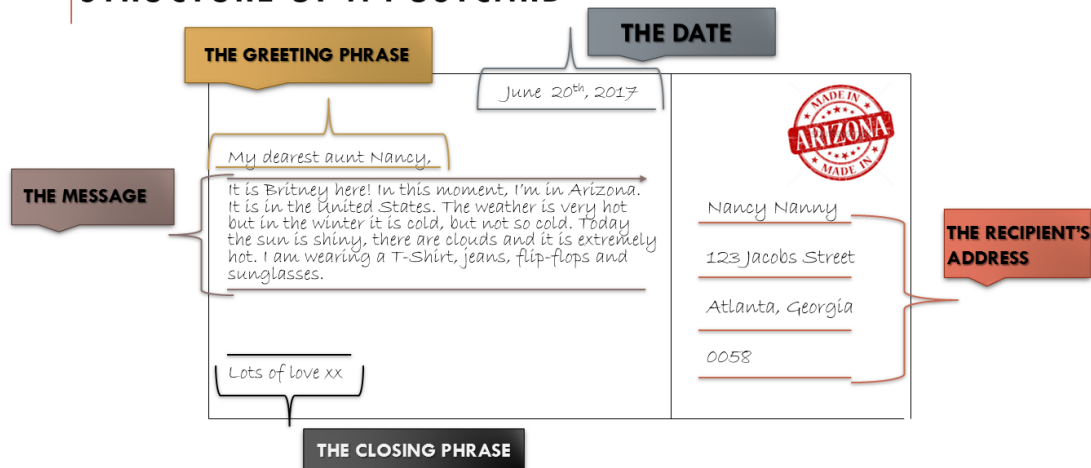 STRUCTURE OF A POSTCARD
THE GREETING PHRASE
THE DATE
June 20th, 2017
MADE IN
ARIZONA
MADE IN
My dearest aunt Nancy,
THE MESSAGE
It is Britney here! In this moment, I'm in Arizona.
It is in the United States. The weather is very hot
but in the winter it is cold, but not so cold. Today
the sun is shiny, there are clouds and it is extremely
hot. I am wearing a T-Shirt, jeans, flip-flops and
sunglasses.
Nancy Nanny
123 Jacobs Street
Atlanta, Georgia
0058
THE RECIPIENT'S
ADDRESS
Lots of love xx
THE CLOSING PHRASE